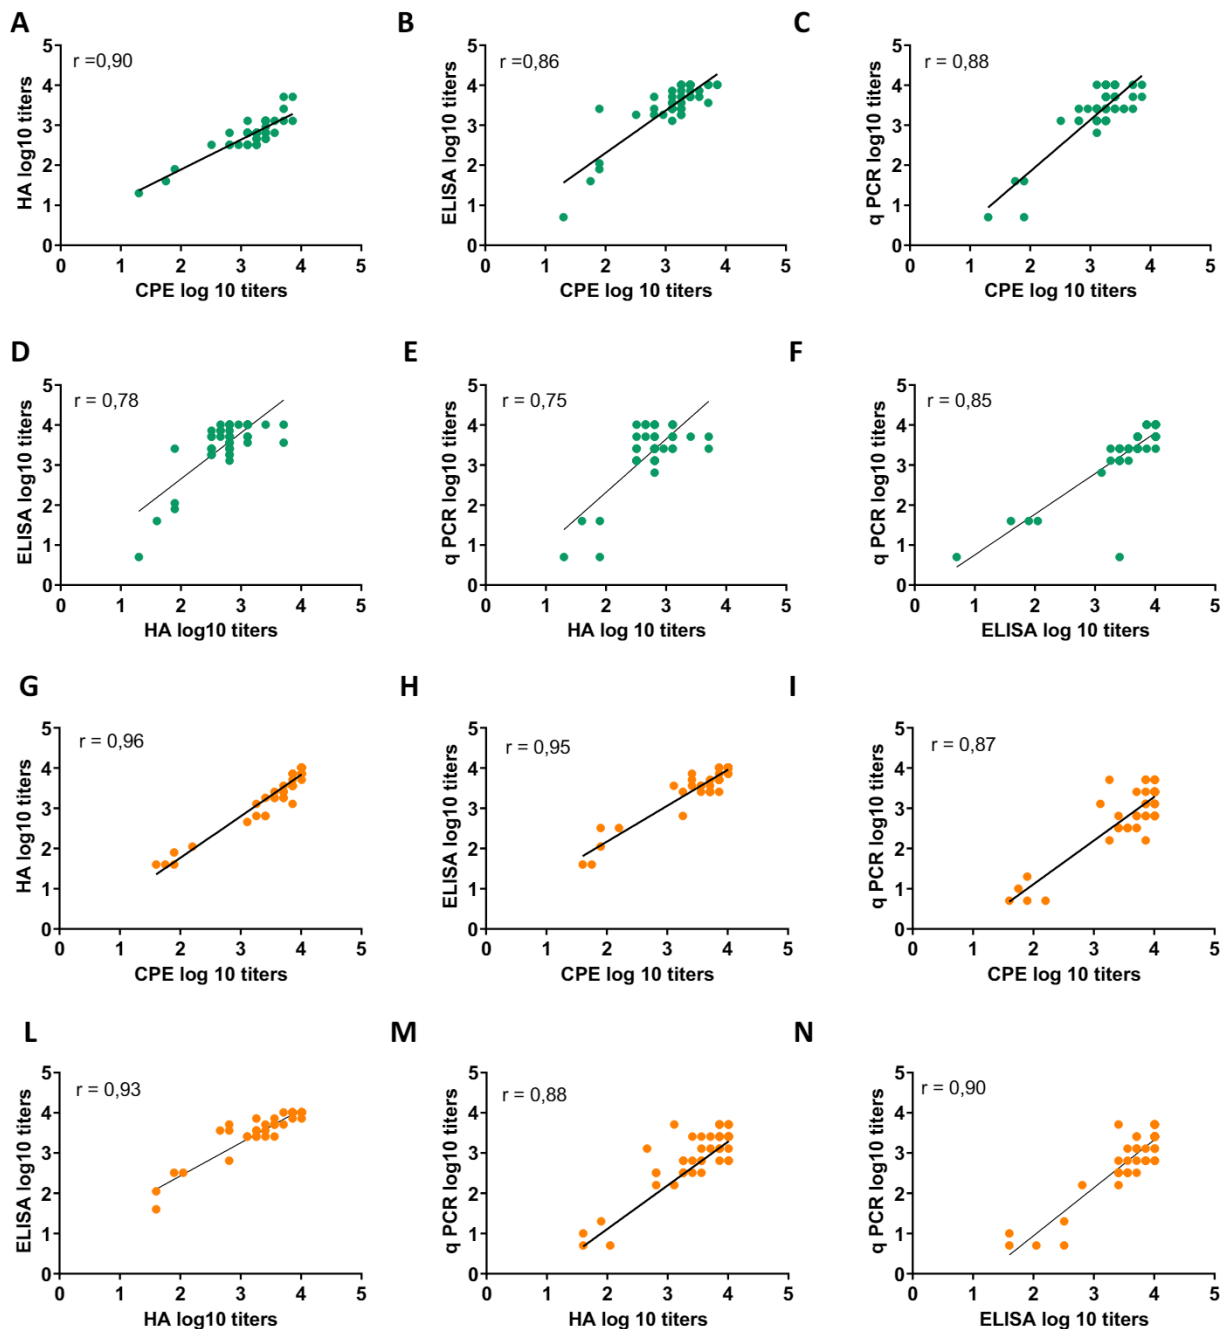 A
B
C
r =0,90
r =0,86
r = 0,88
HA log10 titers
5
4
3
2
1
0
0 1 2 3 4 5
CPE log 10 titers
ELISA log10 titers
5
4
3
2
1
0
0 1 2 3 4 5
CPE log 10 titers
q PCR log10 titers
5
4
3
2
1
0
0 1 2 3 4 5
CPE log 10 titers
D
E
F
r = 0,78
r = 0,75
r = 0,85
ELISA log10 titers
5
4
3
2
1
0
0 1 2 3 4 5
HA log10 titers
q PCR log10 titers
5
4
3
2
1
0
0 1 2 3 4 5
HA log 10 titers
q PCR log10 titers
5
4
3
2
1
0
0 1 2 3 4 5
ELISA log 10 titers
G
H
I
r = 0,96
r = 0,95
r = 0,87
HA log10 titers
5
4
3
2
1
0
0 1 2 3 4 5
CPE log 10 titers
ELISA log10 titers
5
4
3
2
1
0
0 1 2 3 4 5
CPE log 10 titers
q PCR log10 titers
5
4
3
2
1
0
0 1 2 3 4 5
CPE log 10 titers
L
M
N
r = 0,93
r = 0,88
r = 0,90
ELISA log10 titers
5
4
3
2
1
0
0 1 2 3 4 5
HA log10 titers
q PCR log10 titers
5
4
3
2
1
0
0 1 2 3 4 5
HA log 10 titers
q PCR log10 titers
5
4
3
2
1
0
0 1 2 3 4 5
ELISA log 10 titers